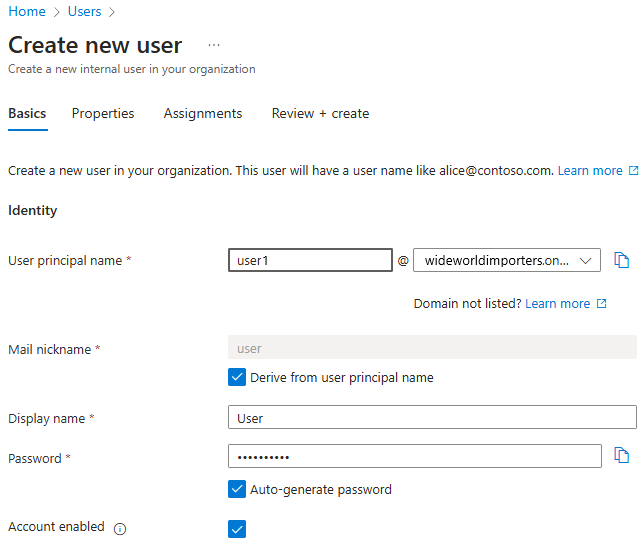 Home > Users >
Create new user ...
Create a new internal user in your organization
Basics Properties Assignments Review + create
Create a new user in your organization. This user will have a user name like alice@contoso.com. Learn more
Identity
User principal name * user1 @ wideworldimporters.on...
Domain not listed? Learn more
Mail nickname * user
Derive from user principal name
Display name * User
Password * ••••••••••
Auto-generate password
Account enabled